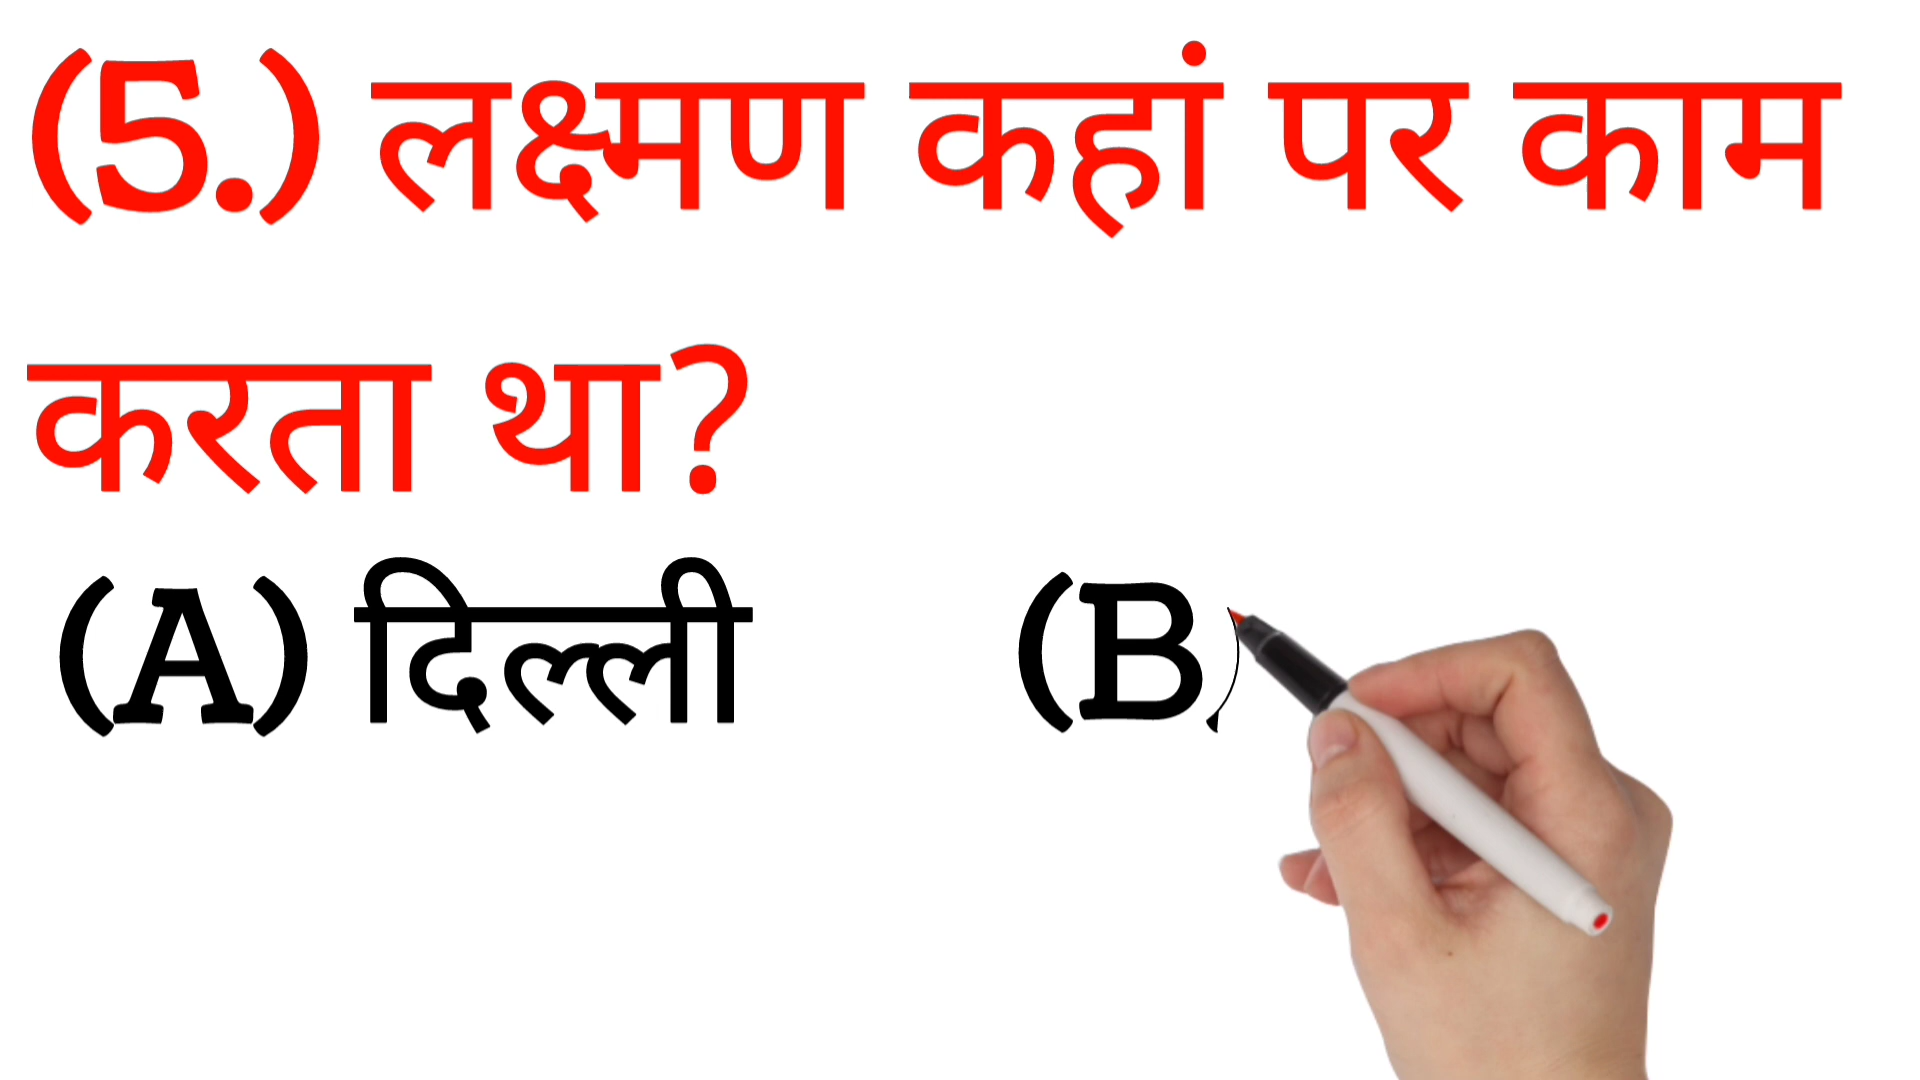 (5.) लक्ष्मण कहां पर काम
करता था?
(A) दिल्ली (B)